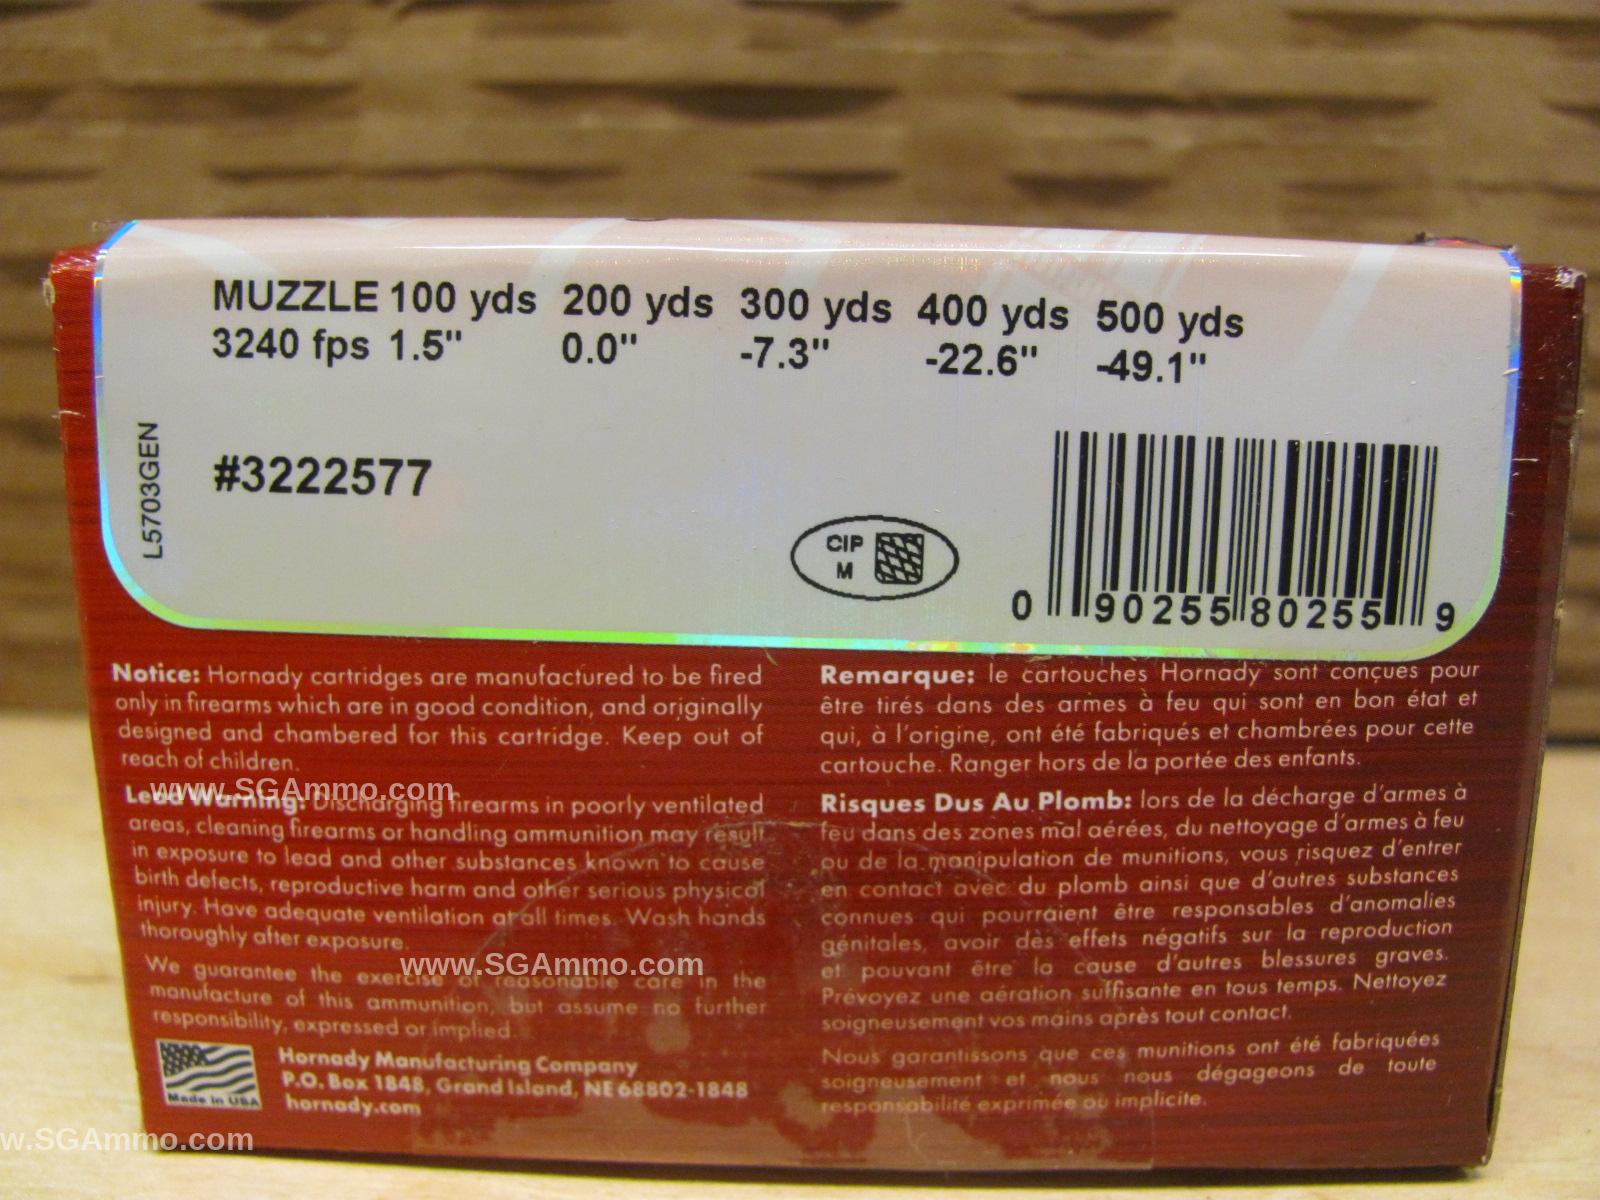 MUZZLE 100 yds 200 yds 300 yds 400 yds 500 yds
3240 fps 1.5" 0.0" -7.3" -22.6" -49.1"
L5703GEN
#3222577
CIP
M
0 90255 80255 9
Notice: Hornady cartridges are manufactured to be fired
only in firearms which are in good condition, and originally
designed and chambered for this cartridge. Keep out of
reach of children.
www.SGAmmo.com
Lead Warning: Discharging firearms in poorly ventilated
areas, cleaning firearms or handling ammunition may result
in exposure to lead and other substances known to cause
birth defects, reproductive harm and other serious physical
injury. Have adequate ventilation at all times. Wash hands
thoroughly after exposure.
www.SGAmmo.com
We guarantee the exercise of reasonable care in the
manufacture of this ammunition, but assume no further
responsibility, expressed or implied.
Made in USA
Hornady Manufacturing Company
P.O. Box 1848, Grand Island, NE 68802-1848
hornady.com
w.SGAmmo.com
Remarque: le cartouches Hornady sont conçues pour
être tirés dans des armes à feu qui sont en bon état et
qui, à l'origine, ont été fabriqués et chambrées pour cette
cartouche. Ranger hors de la portée des enfants.
Risques Dus Au Plomb: lors de la décharge d'armes à
feu dans des zones mal aérées, du nettoyage d'armes à feu
ou de la manipulation de munitions, vous risquez d'entrer
en contact avec du plomb ainsi que d'autres substances
connues qui pourraient être responsables d'anomalies
génitales, avoir dès effets négatifs sur la reproduction
et pouvant être la cause d'autres blessures graves.
Prévoyez une aération suffisante en tous temps. Nettoyez
soigneusement vos mains après tout contact.
Nous garantissons que ces munitions ont été fabriquées
soigneusement et nous nous dégageons de toute
responsabilité exprimée ou implicite.